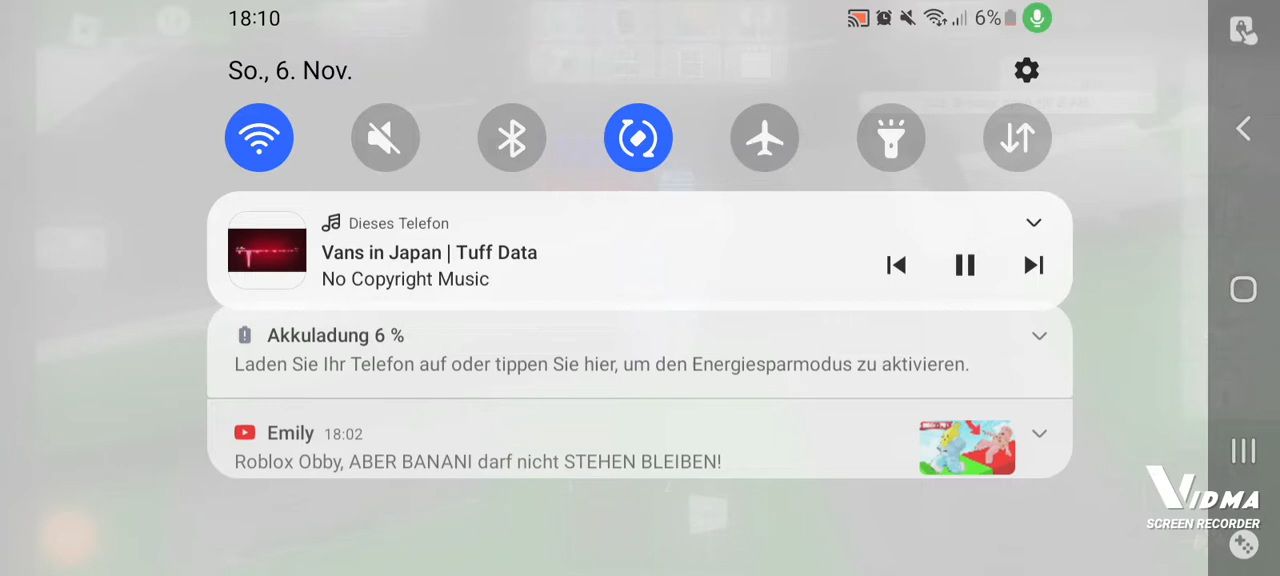 18:10
6%
So., 6. Nov.
Dieses Telefon
Vans in Japan | Tuff Data
No Copyright Music
Akkuladung 6 %
Laden Sie Ihr Telefon auf oder tippen Sie hier, um den Energiesparmodus zu aktivieren.
Emily 18:02
Roblox Obby, ABER BANANI darf nicht STEHEN BLEIBEN!
VIDMA
SCREEN RECORDER